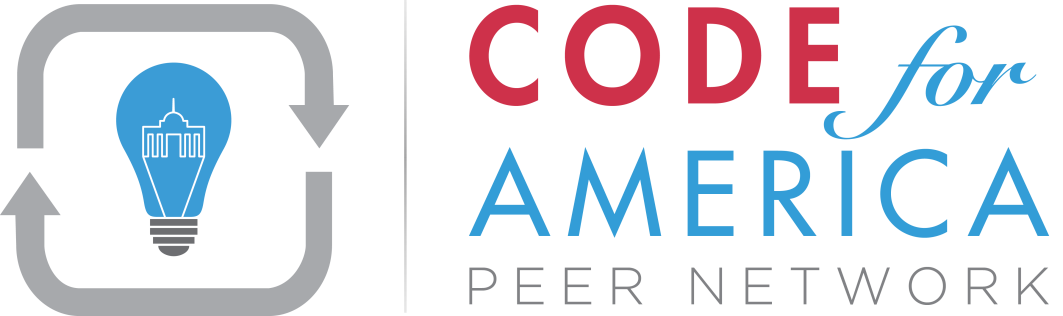 CODE for
AMERICA
PEER NETWORK